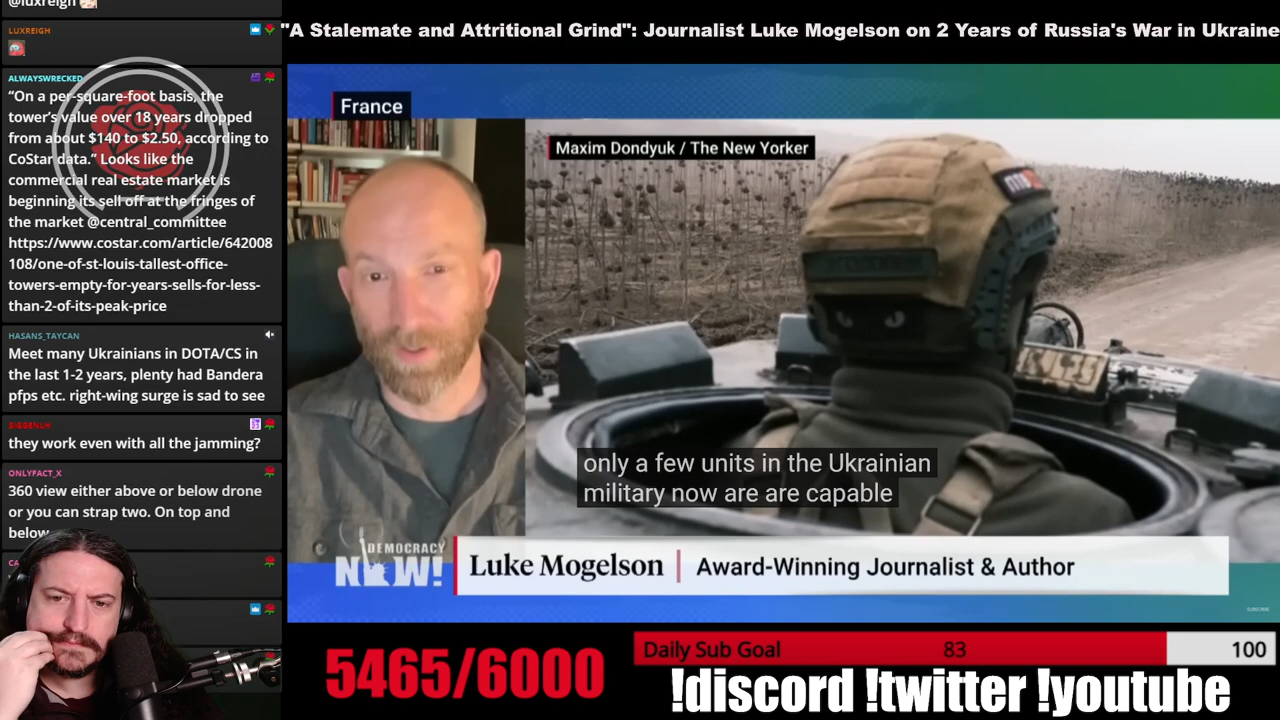 @luxreigh
"A Stalemate and Attritional Grind": Journalist Luke Mogelson on 2 Years of Russia's War in Ukraine
LUXREIGH
ALWAYSWRECKED
“On a per-square-foot basis, the
tower’s value over 18 years dropped
from about $140 to $2.50, according to
CoStar data.” Looks like the
commercial real estate market is
beginning its sell off at the fringes of
the market @central_committee
https://www.costar.com/article/642008
108/one-of-st-louis-tallest-office-
towers-empty-for-years-sells-for-less-
than-2-of-its-peak-price
HASANS_TAYCAN
Meet many Ukrainians in DOTA/CS in
the last 1-2 years, plenty had Bandera
pfps etc. right-wing surge is sad to see
they work even with all the jamming?
ONLYFACT_X
360 view either above or below drone
or you can strap two. On top and
below
France
Maxim Dondyuk / The New Yorker
only a few units in the Ukrainian
military now are are capable
DEMOCRACY
NOW!
Luke Mogelson | Award-Winning Journalist & Author
SUBSCRIBE
5465/6000
Daily Sub Goal 83 100
!discord !twitter !youtube